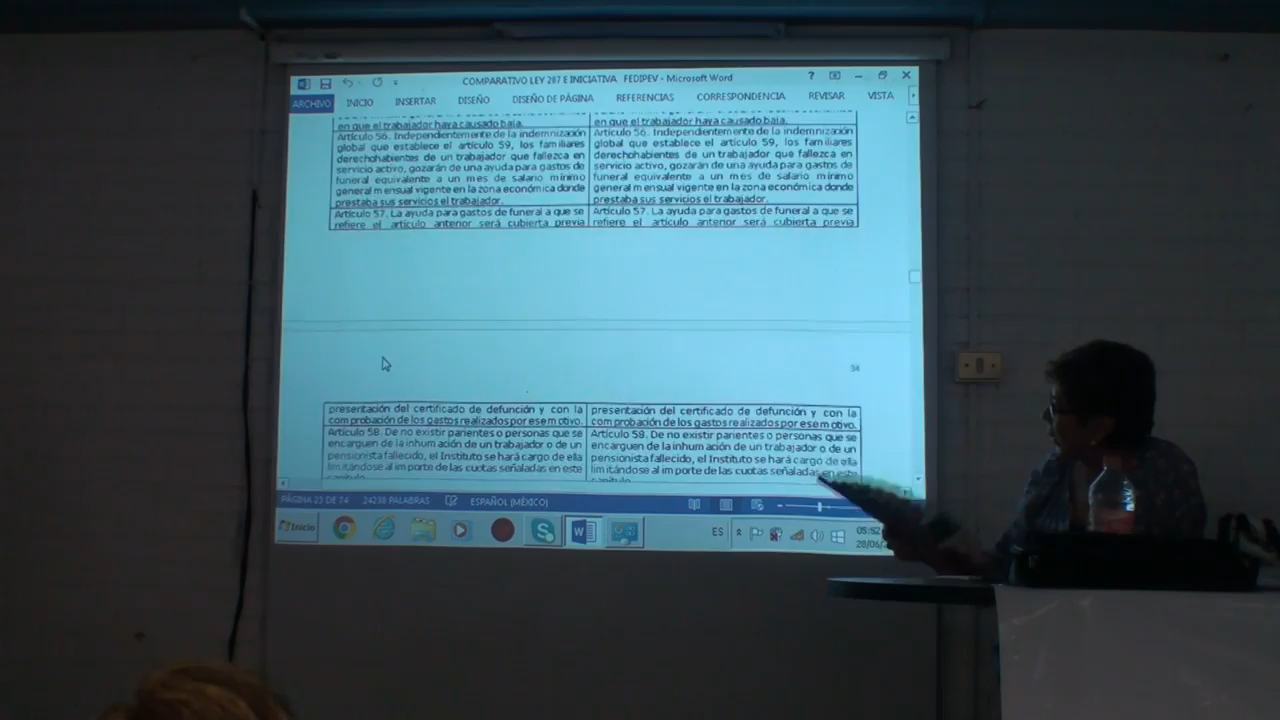 COMPARATIVO LEY 287 E INICIATIVA FEDIPEV - Microsoft Word
ARCHIVO INICIO INSERTAR DISEÑO DISEÑO DE PÁGINA REFERENCIAS CORRESPONDENCIA REVISAR VISTA
en que el trabajador haya causado baja.
Artículo 56. Independientemente de la indemnización
global que establece el artículo 59, los familiares
derechohabientes de un trabajador que fallezca en
servicio activo, gozarán de una ayuda para gastos de
funeral equivalente a un mes de salario mínimo
general mensual vigente en la zona económica donde
prestaba sus servicios el trabajador.
Artículo 57. La ayuda para gastos de funeral a que se
refiere el artículo anterior será cubierta previa
en que el trabajador haya causado baja.
Artículo 56. Independientemente de la indemnización
global que establece el artículo 59, los familiares
derechohabientes de un trabajador que fallezca en
servicio activo, gozarán de una ayuda para gastos de
funeral equivalente a un mes de salario mínimo
general mensual vigente en la zona económica donde
prestaba sus servicios el trabajador.
Artículo 57. La ayuda para gastos de funeral a que se
refiere el artículo anterior será cubierta previa
34
presentación del certificado de defunción y con la
comprobación de los gastos realizados por ese motivo.
Artículo 58. De no existir parientes o personas que se
encarguen de la inhumación de un trabajador o de un
pensionista fallecido, el Instituto se hará cargo de ella
limitándose al importe de las cuotas señaladas en este
presentación del certificado de defunción y con la
comprobación de los gastos realizados por ese motivo.
Artículo 58. De no existir parientes o personas que se
encarguen de la inhumación de un trabajador o de un
pensionista fallecido, el Instituto se hará cargo de ella
limitándose al importe de las cuotas señaladas en este
PÁGINA 23 DE 74 24238 PALABRAS ESPAÑOL (MÉXICO)
Inicio ES 05:52
28/06/